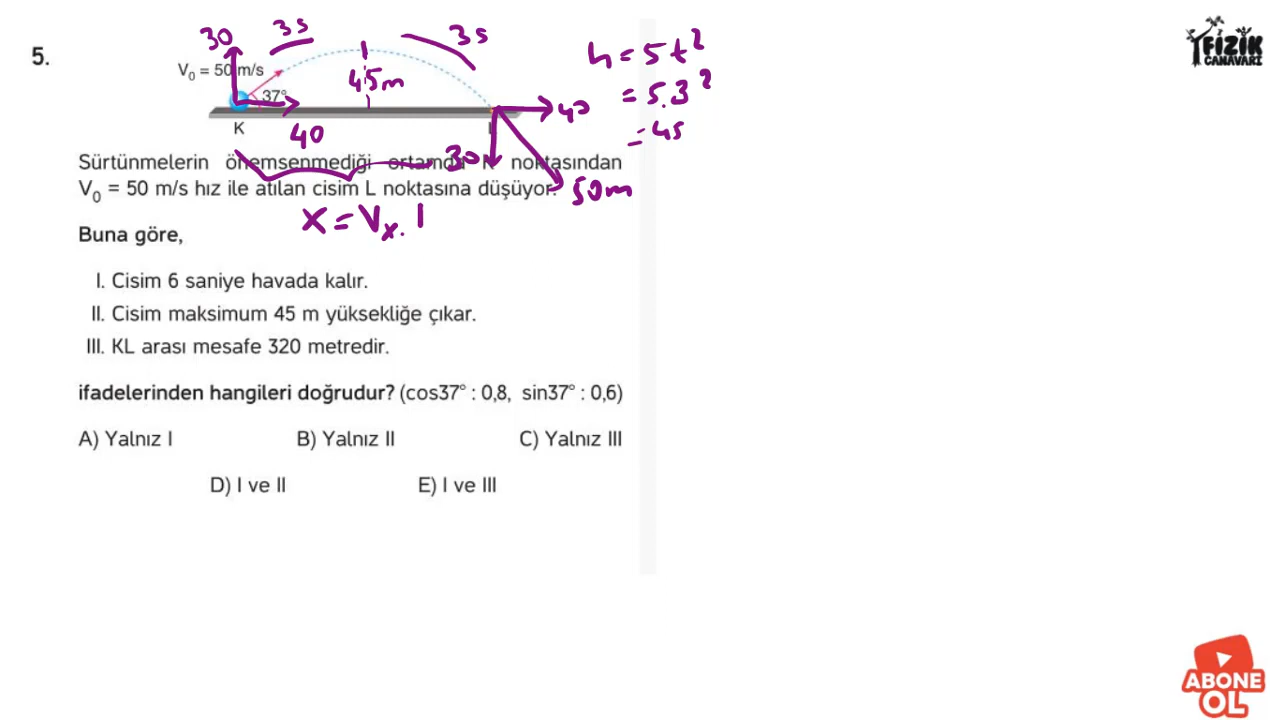 5.
30
3s
3s
V₀ = 50 m/s
37°
45m
h = 5t²
= 5.3²
= 45
K
40
40
30
50m
Sürtünmelerin önemsenmediği ortamda K noktasından
V₀ = 50 m/s hız ile atılan cisim L noktasına düşüyor.
X = Vₓ.
Buna göre,
I. Cisim 6 saniye havada kalır.
II. Cisim maksimum 45 m yüksekliğe çıkar.
III. KL arası mesafe 320 metredir.
ifadelerinden hangileri doğrudur? (cos37° : 0,8, sin37° : 0,6)
A) Yalnız I B) Yalnız II C) Yalnız III
D) I ve II E) I ve III
FİZİK
CANAVARI
ABONE
OL